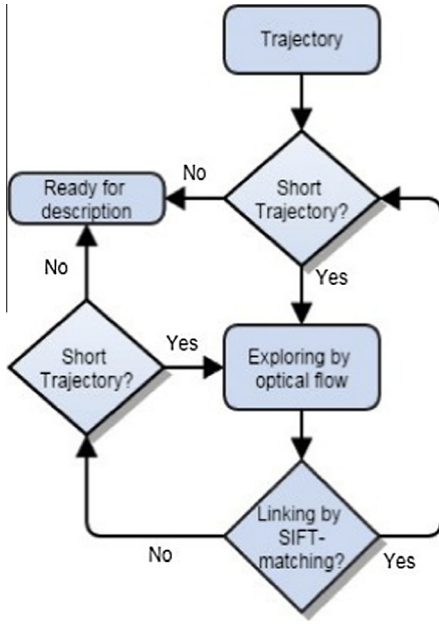 Trajectory
No
Short
Trajectory?
Ready for
description
Yes
No
Short
Trajectory?
Yes
Exploring by
optical flow
Linking by
SIFT-
matching?
No
Yes